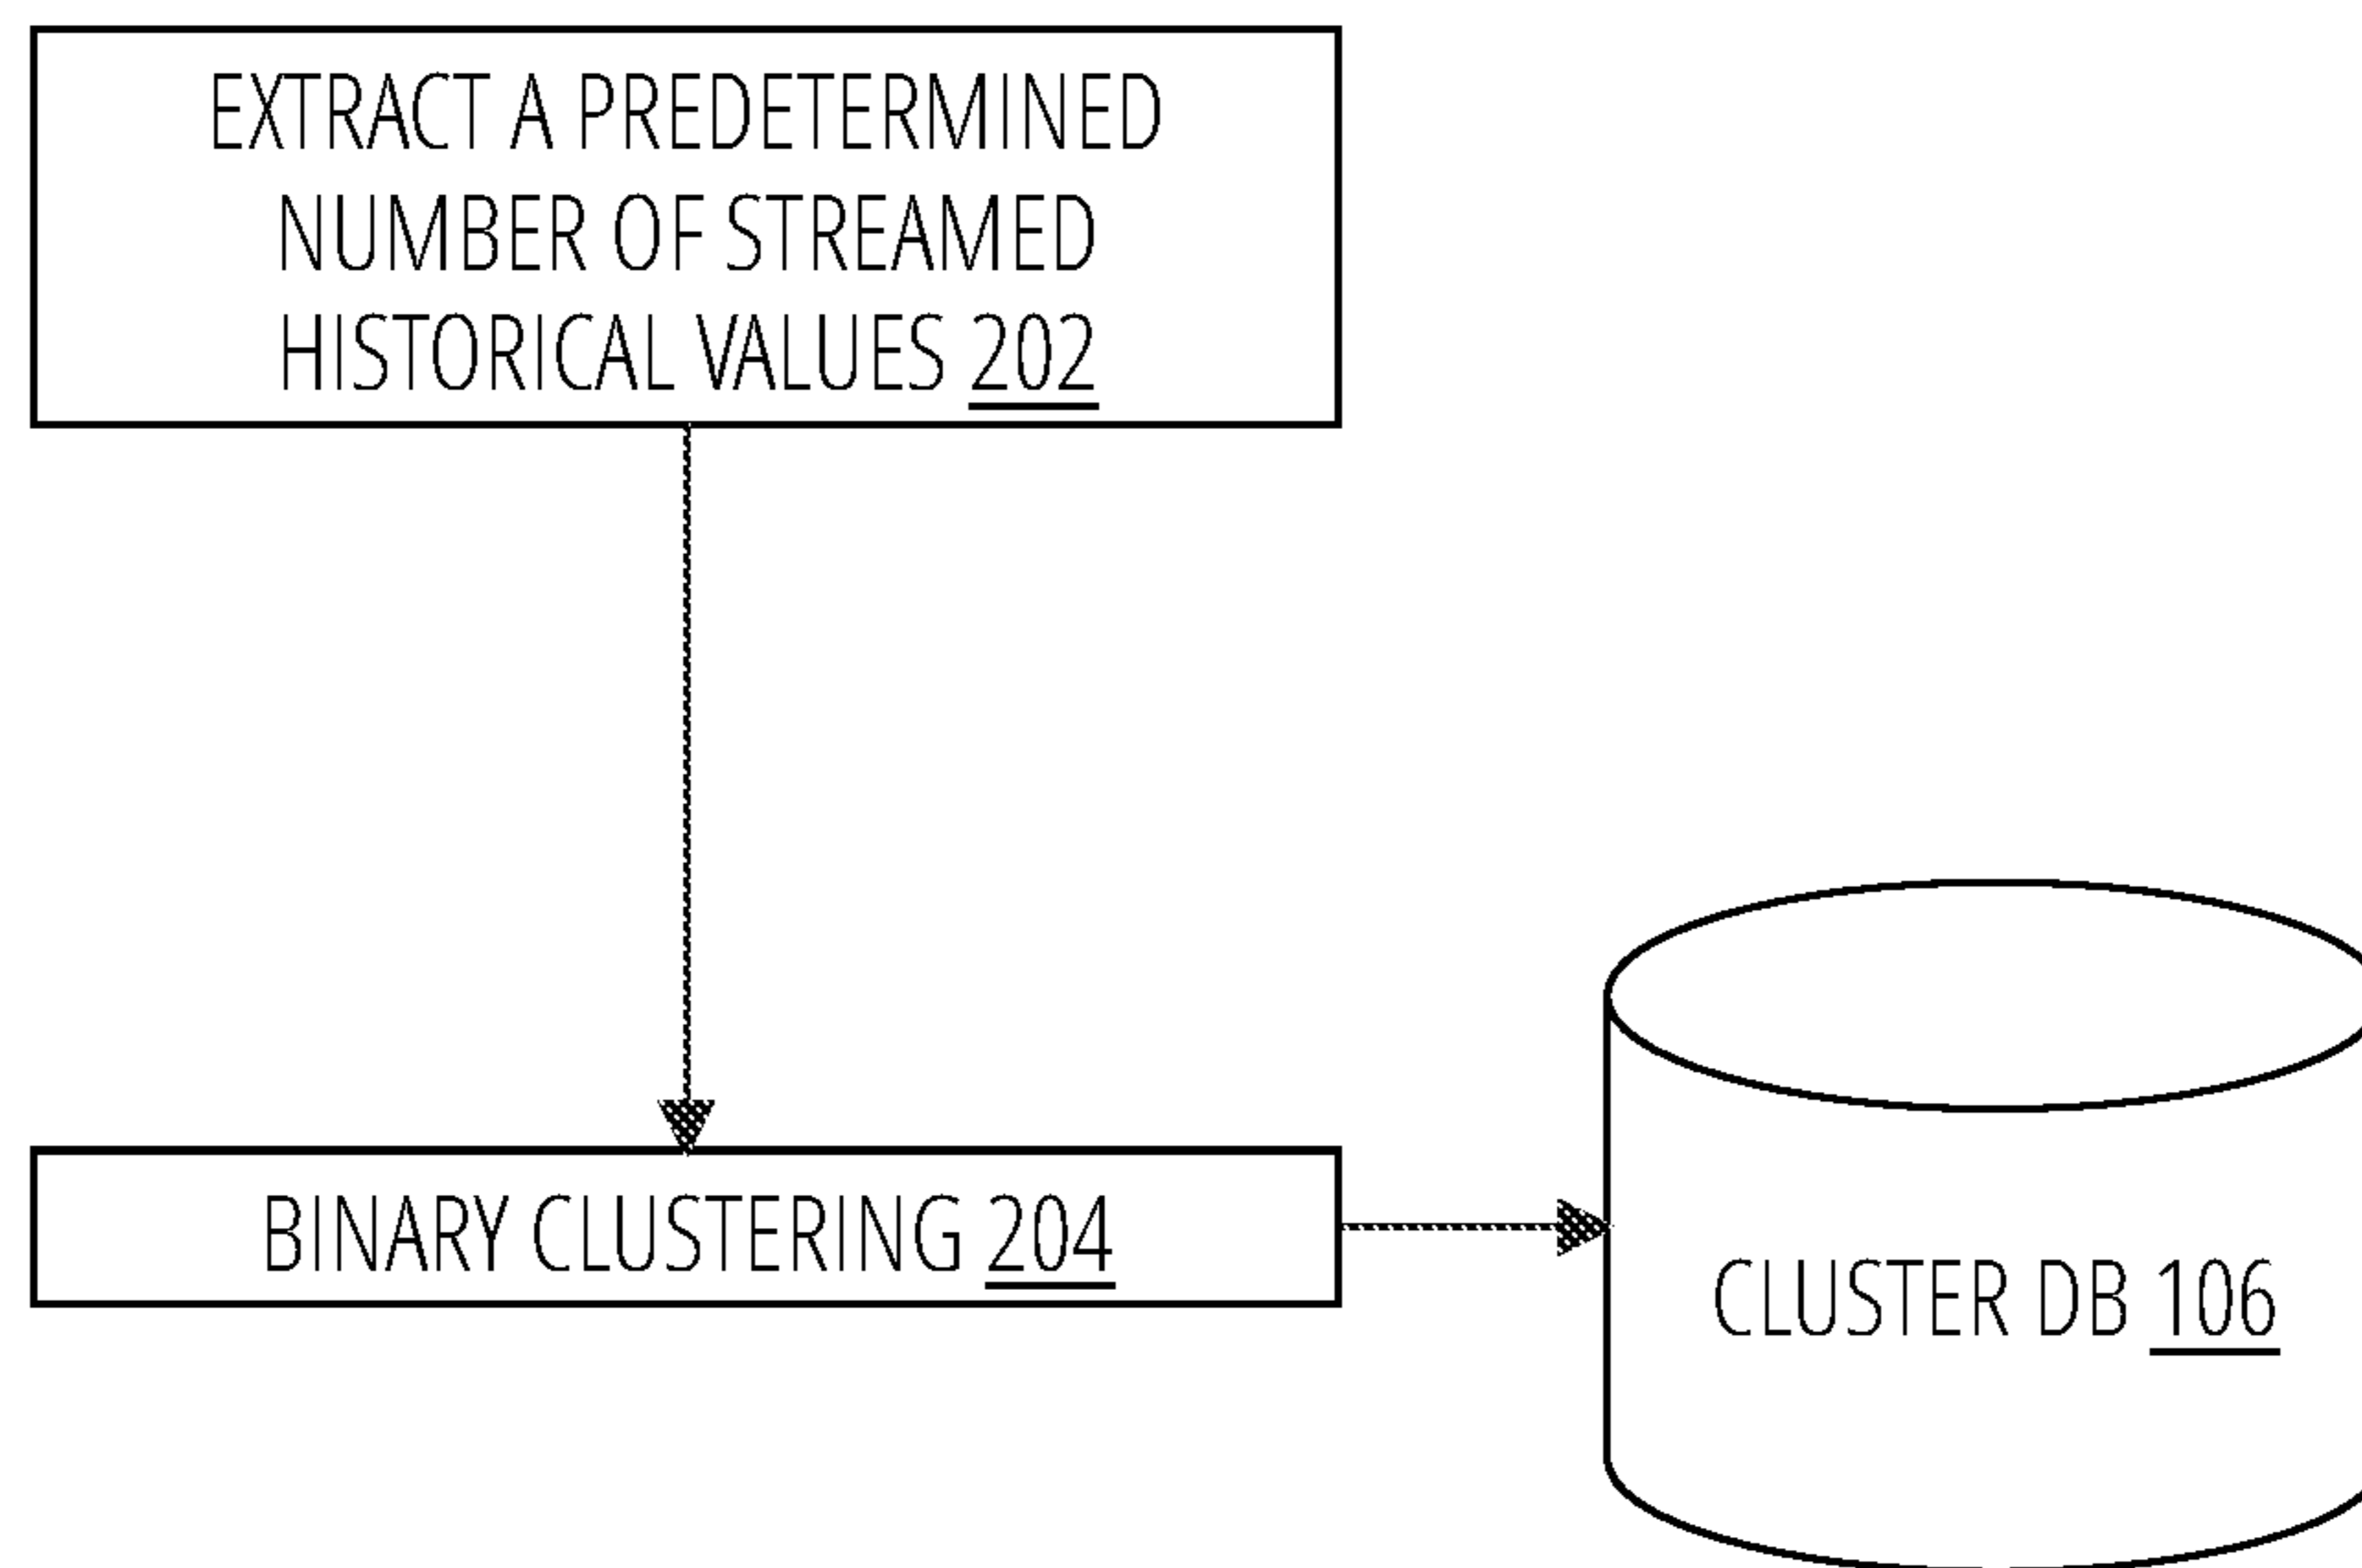 EXTRACT A PREDETERMINED
NUMBER OF STREAMED
HISTORICAL VALUES 202
BINARY CLUSTERING 204
CLUSTER DB 106